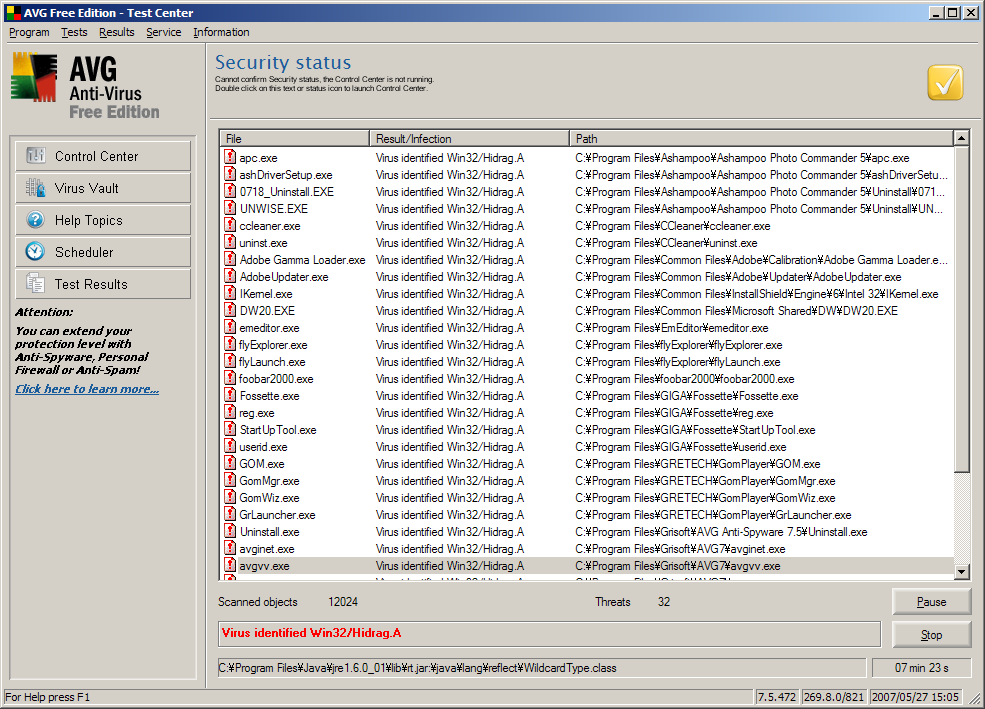 AVG Free Edition - Test Center
Program Tests Results Service Information
AVG
Anti-Virus
Free Edition
Control Center
Virus Vault
Help Topics
Scheduler
Test Results
Attention:
You can extend your
protection level with
Anti-Spyware, Personal
Firewall or Anti-Spam!
Click here to learn more...
Security status
Cannot confirm Security status, the Control Center is not running.
Double click on this text or status icon to launch Control Center.
File Result/Infection Path
apc.exe Virus identified Win32/Hidrag.A C:¥Program Files¥Ashampoo¥Ashampoo Photo Commander 5¥apc.exe
ashDriverSetup.exe Virus identified Win32/Hidrag.A C:¥Program Files¥Ashampoo¥Ashampoo Photo Commander 5¥ashDriverSetu...
0718_Uninstall.EXE Virus identified Win32/Hidrag.A C:¥Program Files¥Ashampoo¥Ashampoo Photo Commander 5¥Uninstall¥071...
UNWISE.EXE Virus identified Win32/Hidrag.A C:¥Program Files¥Ashampoo¥Ashampoo Photo Commander 5¥Uninstall¥UN...
ccleaner.exe Virus identified Win32/Hidrag.A C:¥Program Files¥CCleaner¥ccleaner.exe
uninst.exe Virus identified Win32/Hidrag.A C:¥Program Files¥CCleaner¥uninst.exe
Adobe Gamma Loader.exe Virus identified Win32/Hidrag.A C:¥Program Files¥Common Files¥Adobe¥Calibration¥Adobe Gamma Loader.e...
AdobeUpdater.exe Virus identified Win32/Hidrag.A C:¥Program Files¥Common Files¥Adobe¥Updater¥AdobeUpdater.exe
IKernel.exe Virus identified Win32/Hidrag.A C:¥Program Files¥Common Files¥InstallShield¥Engine¥6¥Intel 32¥IKernel.exe
DW20.EXE Virus identified Win32/Hidrag.A C:¥Program Files¥Common Files¥Microsoft Shared¥DW¥DW20.EXE
emeditor.exe Virus identified Win32/Hidrag.A C:¥Program Files¥EmEditor¥emeditor.exe
flyExplorer.exe Virus identified Win32/Hidrag.A C:¥Program Files¥flyExplorer¥flyExplorer.exe
flyLaunch.exe Virus identified Win32/Hidrag.A C:¥Program Files¥flyExplorer¥flyLaunch.exe
foobar2000.exe Virus identified Win32/Hidrag.A C:¥Program Files¥foobar2000¥foobar2000.exe
Fossette.exe Virus identified Win32/Hidrag.A C:¥Program Files¥GIGA¥Fossette¥Fossette.exe
reg.exe Virus identified Win32/Hidrag.A C:¥Program Files¥GIGA¥Fossette¥reg.exe
StartUpTool.exe Virus identified Win32/Hidrag.A C:¥Program Files¥GIGA¥Fossette¥StartUpTool.exe
userid.exe Virus identified Win32/Hidrag.A C:¥Program Files¥GIGA¥Fossette¥userid.exe
GOM.exe Virus identified Win32/Hidrag.A C:¥Program Files¥GRETECH¥GomPlayer¥GOM.exe
GomMgr.exe Virus identified Win32/Hidrag.A C:¥Program Files¥GRETECH¥GomPlayer¥GomMgr.exe
GomWiz.exe Virus identified Win32/Hidrag.A C:¥Program Files¥GRETECH¥GomPlayer¥GomWiz.exe
GrLauncher.exe Virus identified Win32/Hidrag.A C:¥Program Files¥GRETECH¥GomPlayer¥GrLauncher.exe
Uninstall.exe Virus identified Win32/Hidrag.A C:¥Program Files¥Grisoft¥AVG Anti-Spyware 7.5¥Uninstall.exe
avginet.exe Virus identified Win32/Hidrag.A C:¥Program Files¥Grisoft¥AVG7¥avginet.exe
avgvv.exe Virus identified Win32/Hidrag.A C:¥Program Files¥Grisoft¥AVG7¥avgvv.exe
Scanned objects 12024 Threats 32
Pause
Virus identified Win32/Hidrag.A
Stop
C:¥Program Files¥Java¥jre1.6.0_01¥lib¥rt.jar:¥java¥lang¥reflect¥WildcardType.class
07 min 23 s
For Help press F1
7.5.472 269.8.0/821 2007/05/27 15:05